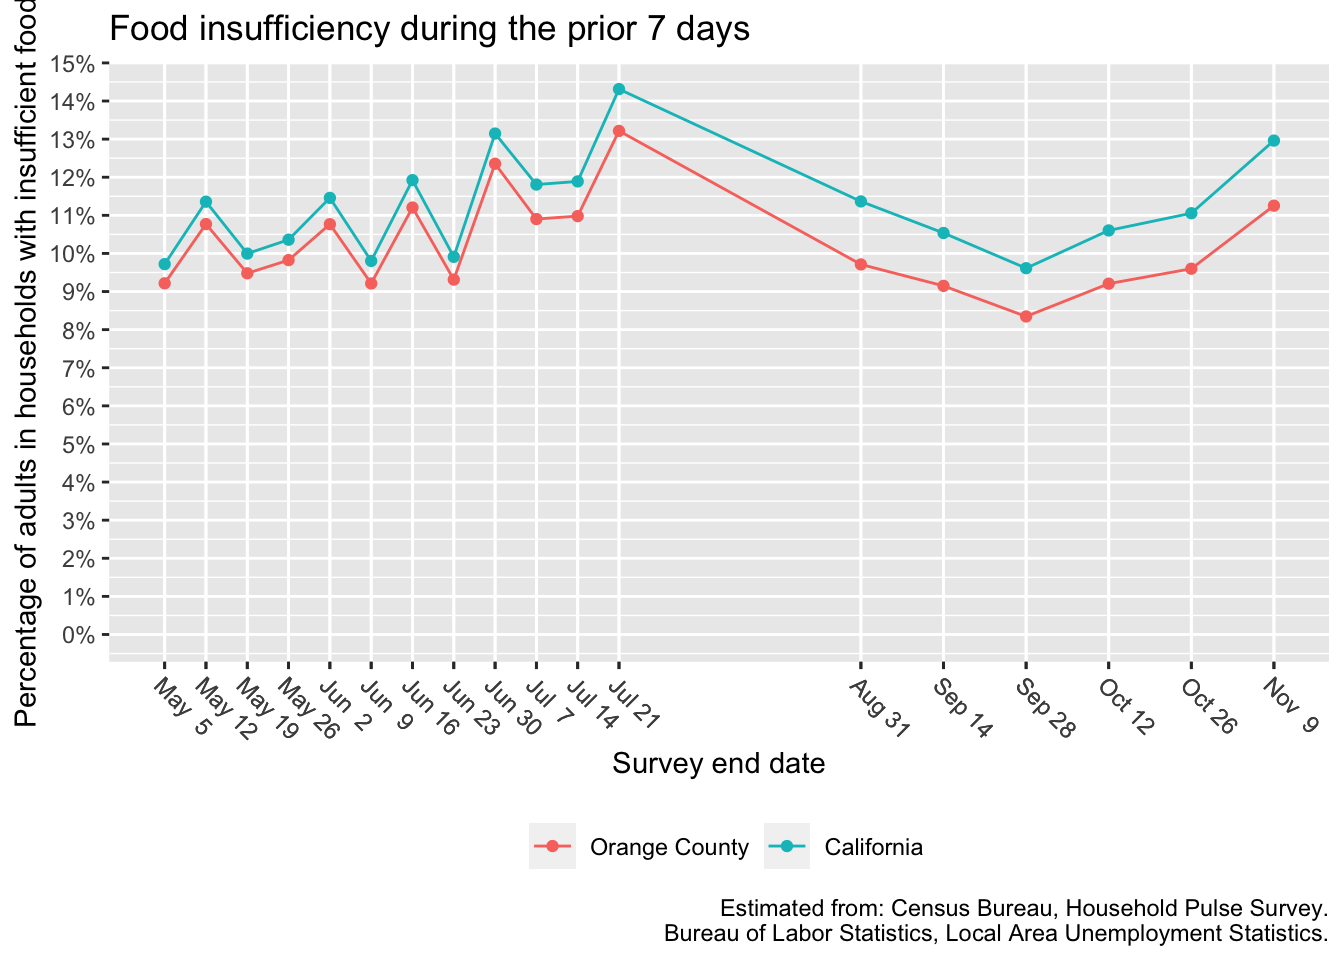 Food insufficiency during the prior 7 days
Percentage of adults in households with insufficient food
15%
14%
13%
12%
11%
10%
9%
8%
7%
6%
5%
4%
3%
2%
1%
0%
May 5
May 12
May 19
May 26
Jun 2
Jun 9
Jun 16
Jun 23
Jun 30
Jul 7
Jul 14
Jul 21
Aug 31
Sep 14
Sep 28
Oct 12
Oct 26
Nov 9
Survey end date
Orange County
California
Estimated from: Census Bureau, Household Pulse Survey.
Bureau of Labor Statistics, Local Area Unemployment Statistics.